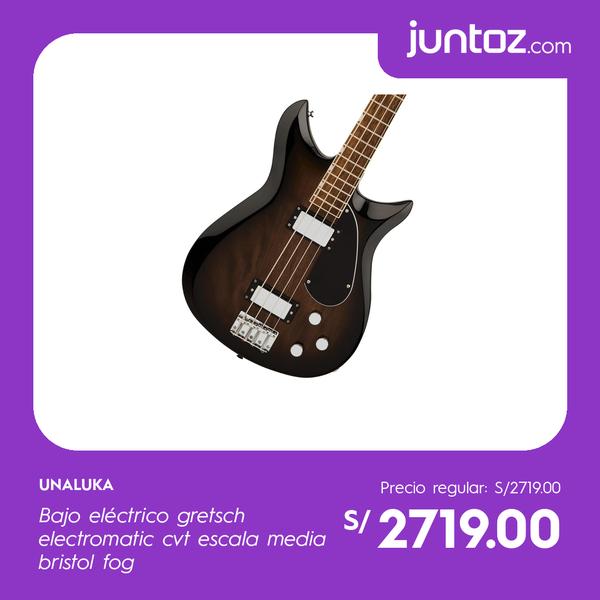 juntoz.com
UNALUKA
Bajo eléctrico gretsch
electromatic cvt escala media
bristol fog
Precio regular: S/2719.00
S/ 2719.00